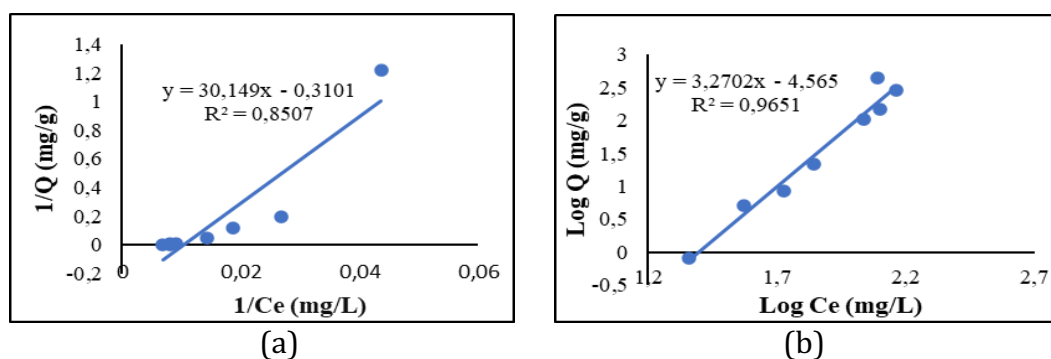 1,4
1,2
1
0,8
0,6
0,4
0,2
0
-0,2
y = 30,149x - 0,3101
R² = 0,8507
1/Q (mg/g)
0
0,02
0,04
0,06
1/Ce (mg/L)
(a)
3
2,5
2
1,5
1
0,5
0
-0,5
y = 3,2702x - 4,565
R² = 0,9651
Log Q (mg/g)
1,2
1,7
2,2
2,7
Log Ce (mg/L)
(b)